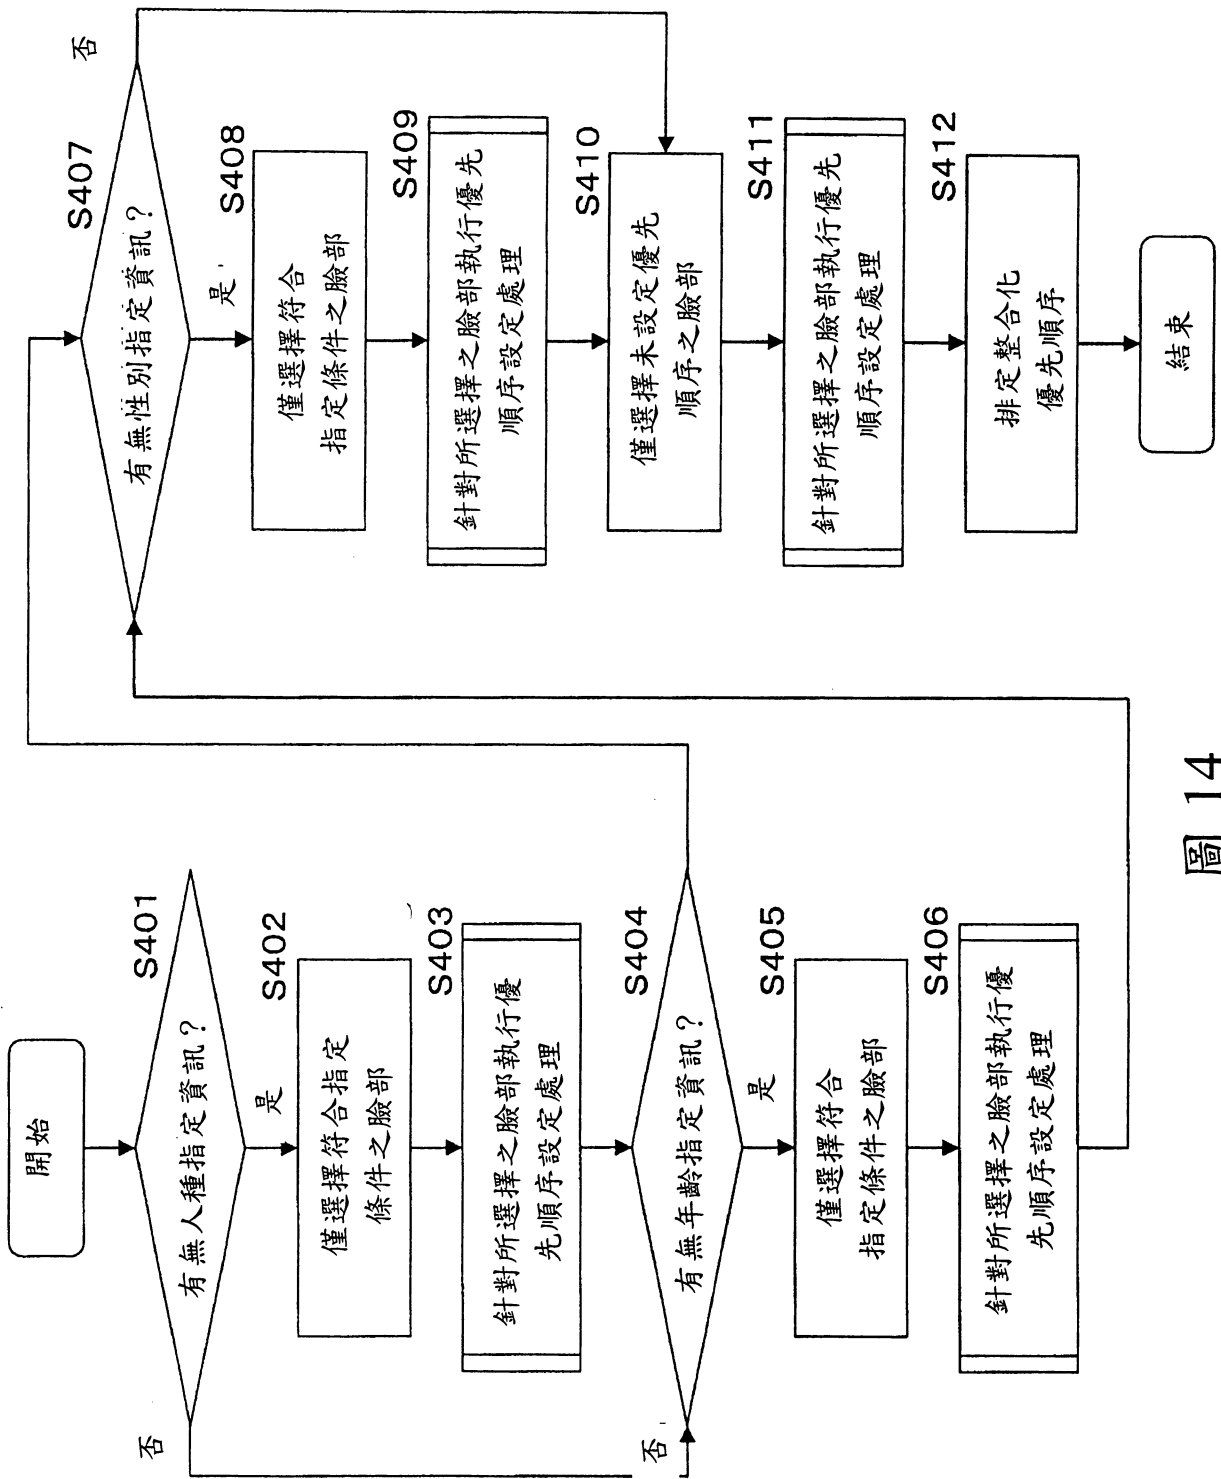 開始
S401
有無人種指定資訊？
否
是
S402
僅選擇符合指定
條件之臉部
S403
針對所選擇之臉部執行優
先順序設定處理
S404
有無年齡指定資訊？
否
是
S405
僅選擇符合
指定條件之臉部
S406
針對所選擇之臉部執行優
先順序設定處理
S407
有無性別指定資訊？
否
是
S408
僅選擇符合
指定條件之臉部
S409
針對所選擇之臉部執行優先
順序設定處理
S410
僅選擇未設定優先
順序之臉部
S411
針對所選擇之臉部執行優先
順序設定處理
S412
排定整合化
優先順序
結束
圖 14